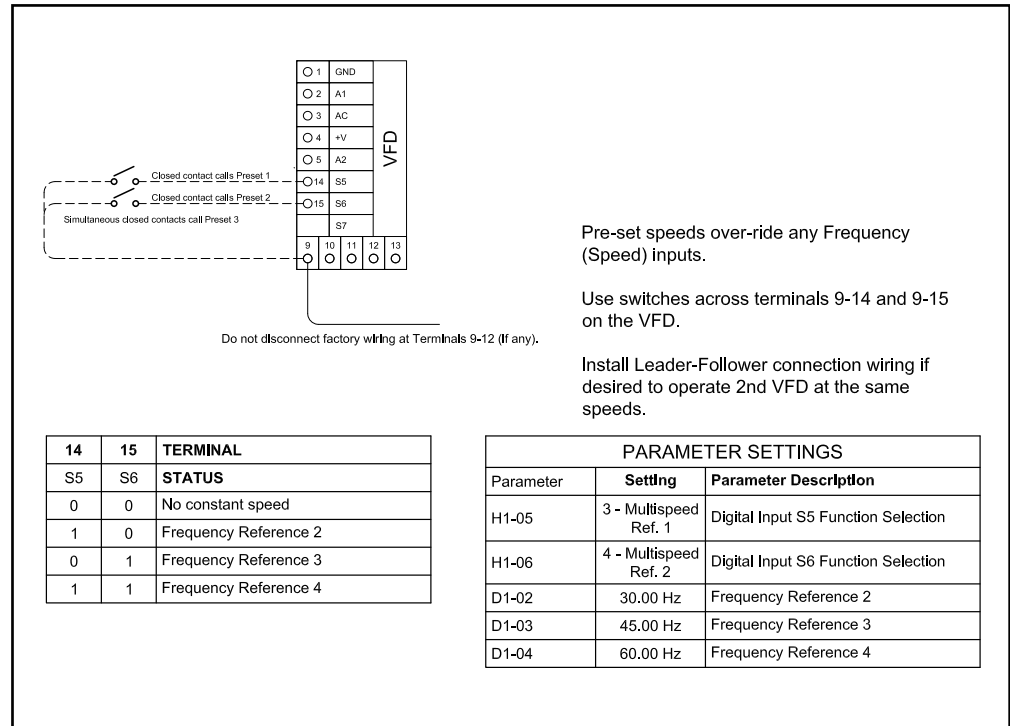 1 GND
2 A1
3 AC
4 +V
5 A2
14 S5
15 S6
S7
VFD
9 10 11 12 13
Closed contact calls Preset 1
Closed contact calls Preset 2
Simultaneous closed contacts call Preset 3
Do not disconnect factory wiring at Terminals 9-12 (If any).
Pre-set speeds over-ride any Frequency
(Speed) inputs.
Use switches across terminals 9-14 and 9-15
on the VFD.
Install Leader-Follower connection wiring if
desired to operate 2nd VFD at the same
speeds.
14 15 TERMINAL
S5 S6 STATUS
0 0 No constant speed
1 0 Frequency Reference 2
0 1 Frequency Reference 3
1 1 Frequency Reference 4
PARAMETER SETTINGS
Parameter Setting Parameter Description
H1-05 3 - Multispeed Ref. 1 Digital Input S5 Function Selection
H1-06 4 - Multispeed Ref. 2 Digital Input S6 Function Selection
D1-02 30.00 Hz Frequency Reference 2
D1-03 45.00 Hz Frequency Reference 3
D1-04 60.00 Hz Frequency Reference 4